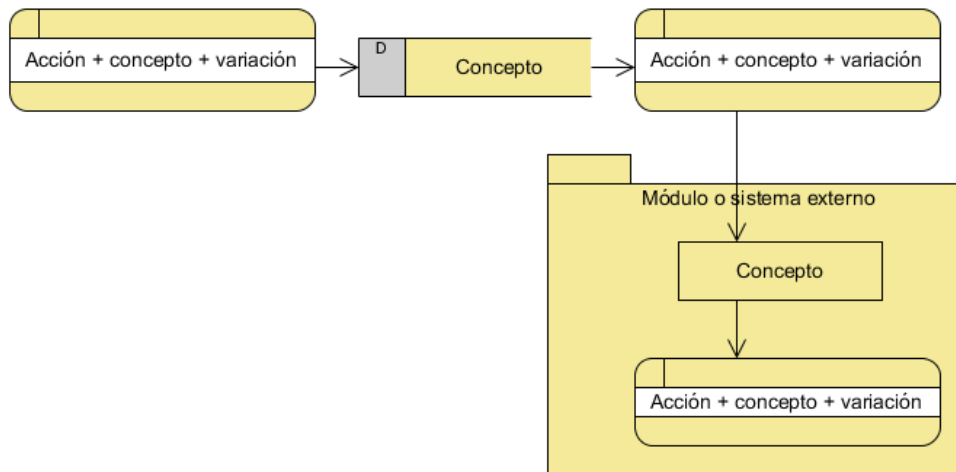 Acción + concepto + variación
D
Concepto
Acción + concepto + variación
Módulo o sistema externo
Concepto
Acción + concepto + variación